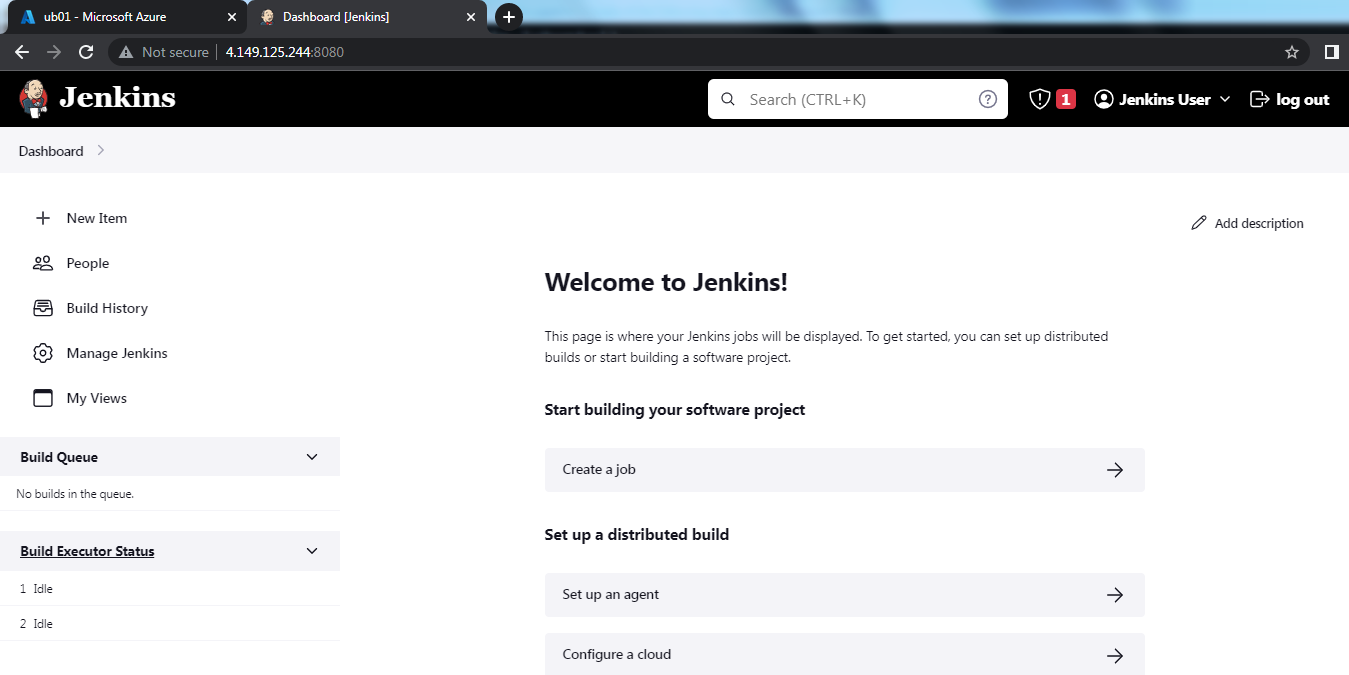 ub01 - Microsoft Azure
Dashboard [Jenkins]
Not secure
4.149.125.244:8080
Jenkins
Search (CTRL+K)
1
Jenkins User
log out
Dashboard
New Item
People
Build History
Manage Jenkins
My Views
Build Queue
No builds in the queue.
Build Executor Status
1 Idle
2 Idle
Add description
Welcome to Jenkins!
This page is where your Jenkins jobs will be displayed. To get started, you can set up distributed
builds or start building a software project.
Start building your software project
Create a job
Set up a distributed build
Set up an agent
Configure a cloud